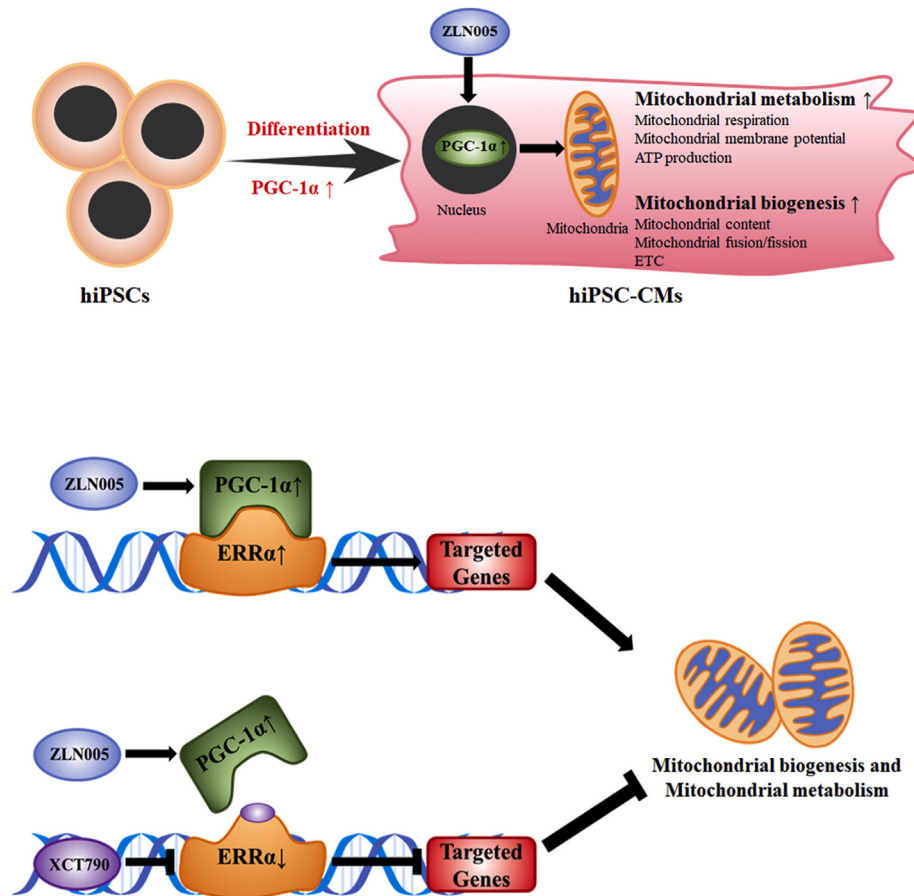 ZLN005
Differentiation
PGC-1α ↑
hiPSCs
PGC-1α ↑
Nucleus
Mitochondria
Mitochondrial metabolism ↑
Mitochondrial respiration
Mitochondrial membrane potential
ATP production
Mitochondrial biogenesis ↑
Mitochondrial content
Mitochondrial fusion/fission
ETC
hiPSC-CMs
ZLN005
PGC-1α↑
ERRα↑
Targeted
Genes
ZLN005
PGC-1α↑
XCT790
ERRα↓
Targeted
Genes
Mitochondrial biogenesis and
Mitochondrial metabolism